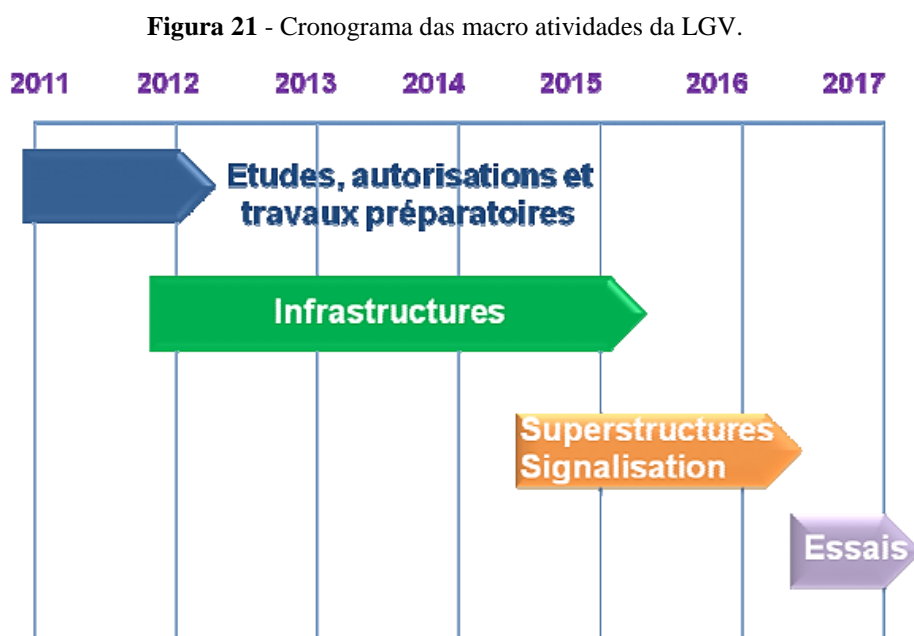 Figura 21 - Cronograma das macro atividades da LGV.
2011 2012 2013 2014 2015 2016 2017
Etudes, autorisations et
travaux préparatoires
Infrastructures
Superstructures
Signalisation
Essais